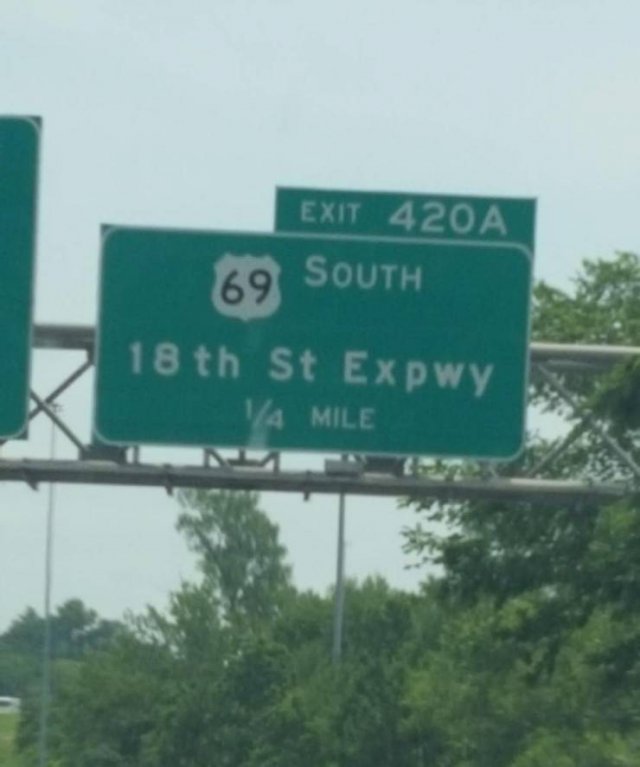 EXIT 420A
69 SOUTH
18th St Expwy
1/4 MILE